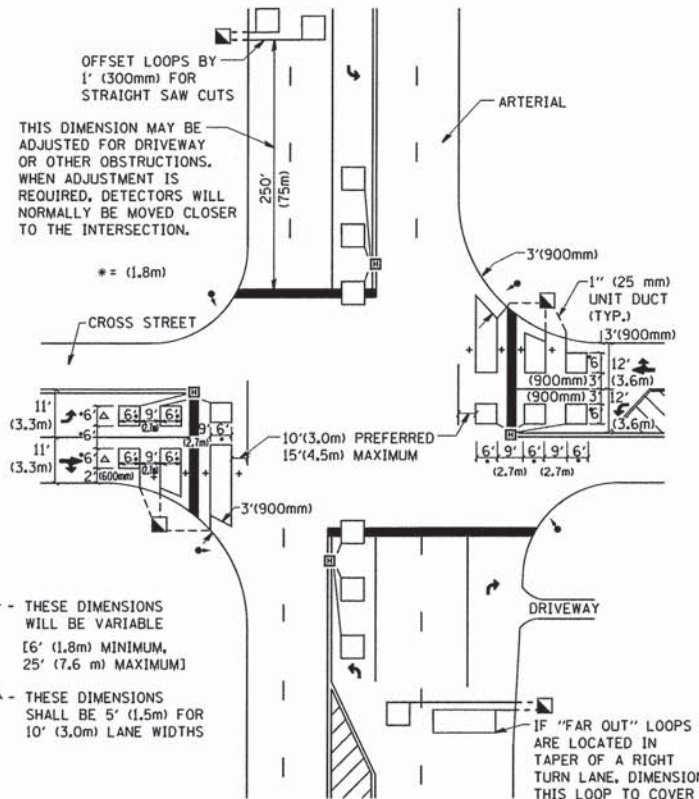 OFFSET LOOPS BY
1' (300mm) FOR
STRAIGHT SAW CUTS
THIS DIMENSION MAY BE
ADJUSTED FOR DRIVEWAY
OR OTHER OBSTRUCTIONS.
WHEN ADJUSTMENT IS
REQUIRED, DETECTORS WILL
NORMALLY BE MOVED CLOSER
TO THE INTERSECTION.
250'
(75m)
ARTERIAL
* = (1.8m)
3'(900mm)
1" (25 mm)
UNIT DUCT
(TYP.)
CROSS STREET
3'(900mm)
6'
12'
(3.6m)
(900mm) 3'
(900mm) 3'
12'
6'
(3.6m)
6' 9' 6' 9' 6'
(2.7m) (2.7m)
11'
(3.3m)
*6'
6' 9' 6'
*6'
9' 6'
(2.7m)
11'
(3.3m)
*6'
6' 9' 6'
2'
(600mm)
10'(3.0m) PREFERRED
15'(4.5m) MAXIMUM
3'(900mm)
- THESE DIMENSIONS
WILL BE VARIABLE
[6' (1.8m) MINIMUM,
25' (7.6 m) MAXIMUM]
- THESE DIMENSIONS
SHALL BE 5' (1.5m) FOR
10' (3.0m) LANE WIDTHS
DRIVEWAY
IF "FAR OUT" LOOPS
ARE LOCATED IN
TAPER OF A RIGHT
TURN LANE, DIMENSION
THIS LOOP TO COVER